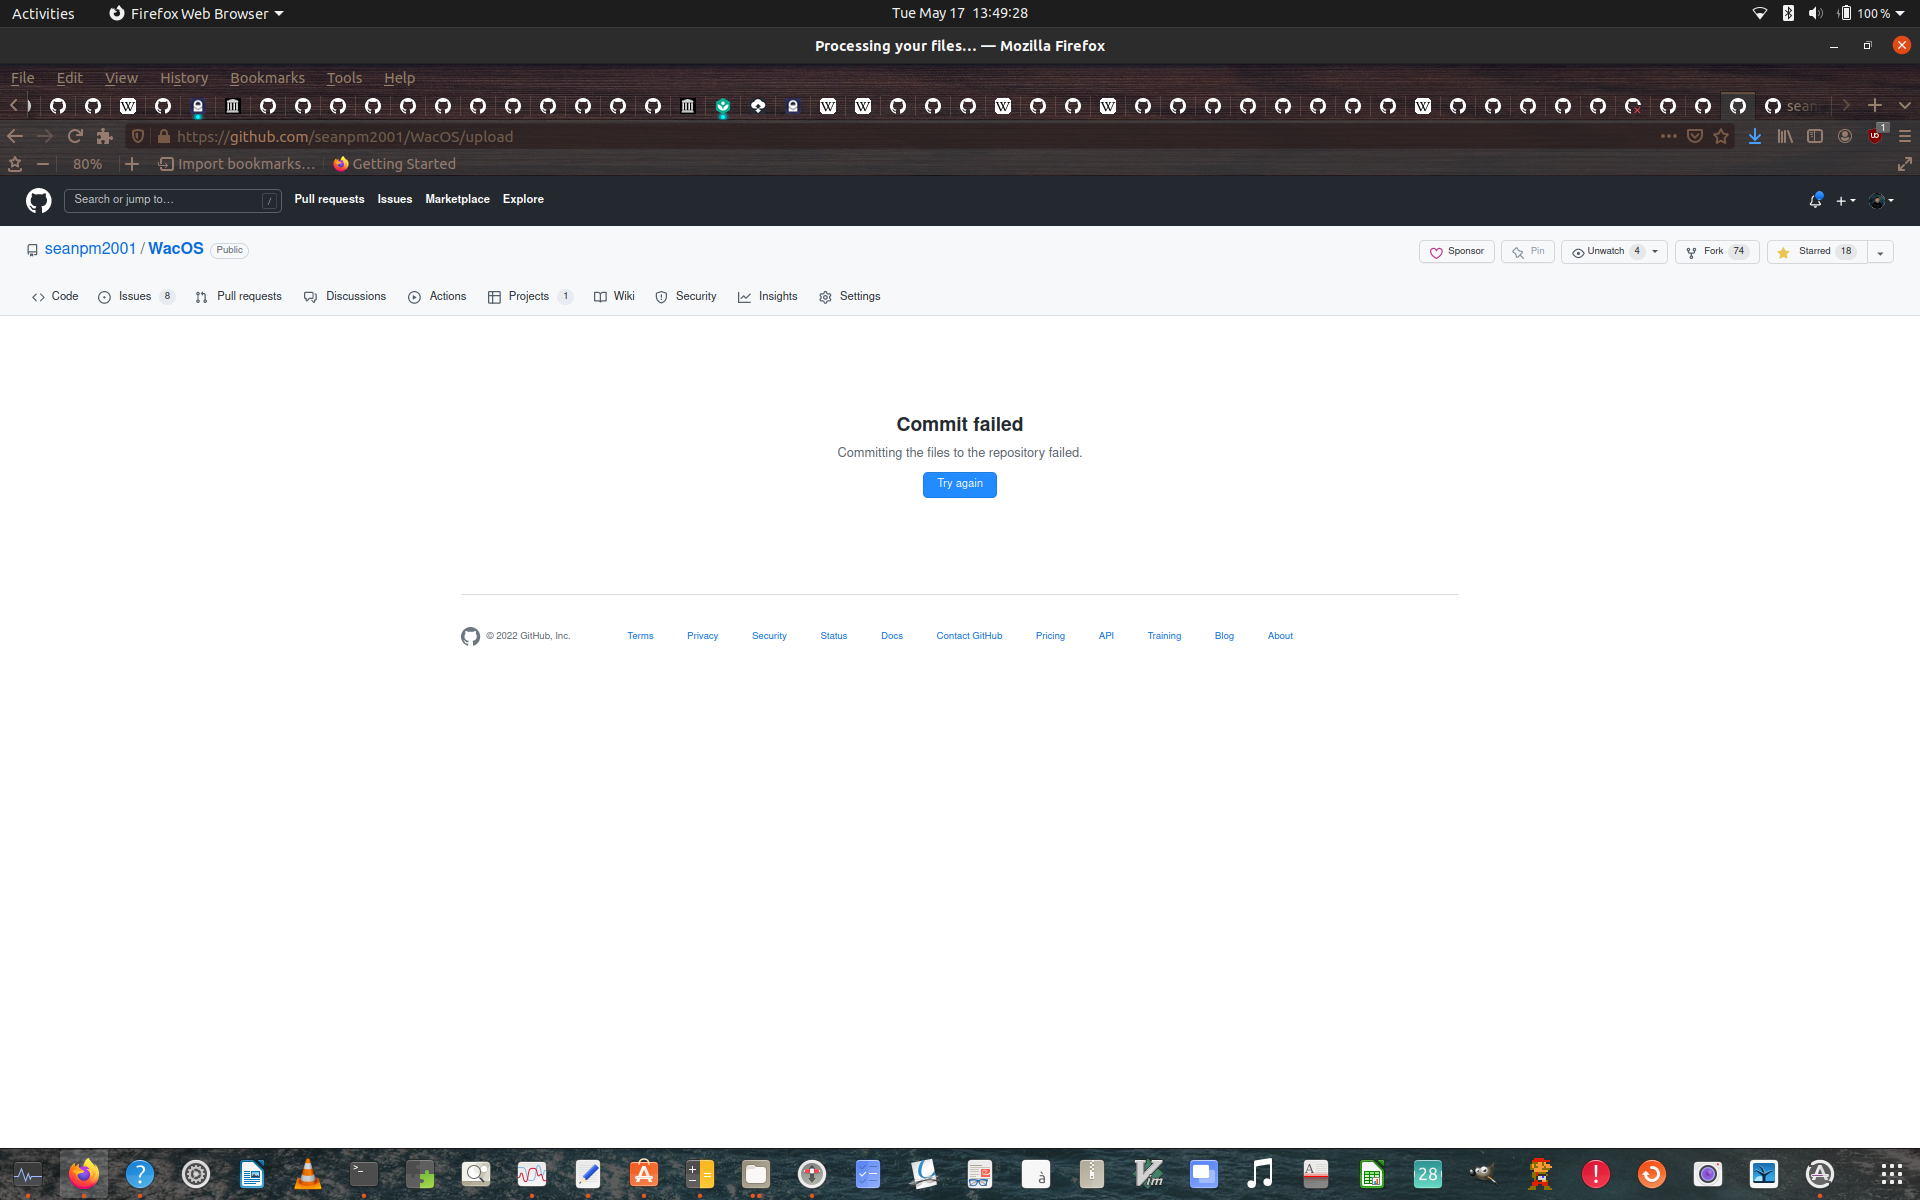 Activities
Firefox Web Browser
Tue May 17 13:49:28
100 %
Processing your files… — Mozilla Firefox
File Edit View History Bookmarks Tools Help
https://github.com/seanpm2001/WacOS/upload
1
80%
Import bookmarks…
Getting Started
Search or jump to…
/
Pull requests Issues Marketplace Explore
seanpm2001 / WacOS Public
Sponsor
Pin
Unwatch 4
Fork 74
Starred 18
Code
Issues 8
Pull requests
Discussions
Actions
Projects 1
Wiki
Security
Insights
Settings
Commit failed
Committing the files to the repository failed.
Try again
© 2022 GitHub, Inc.
Terms
Privacy
Security
Status
Docs
Contact GitHub
Pricing
API
Training
Blog
About
28